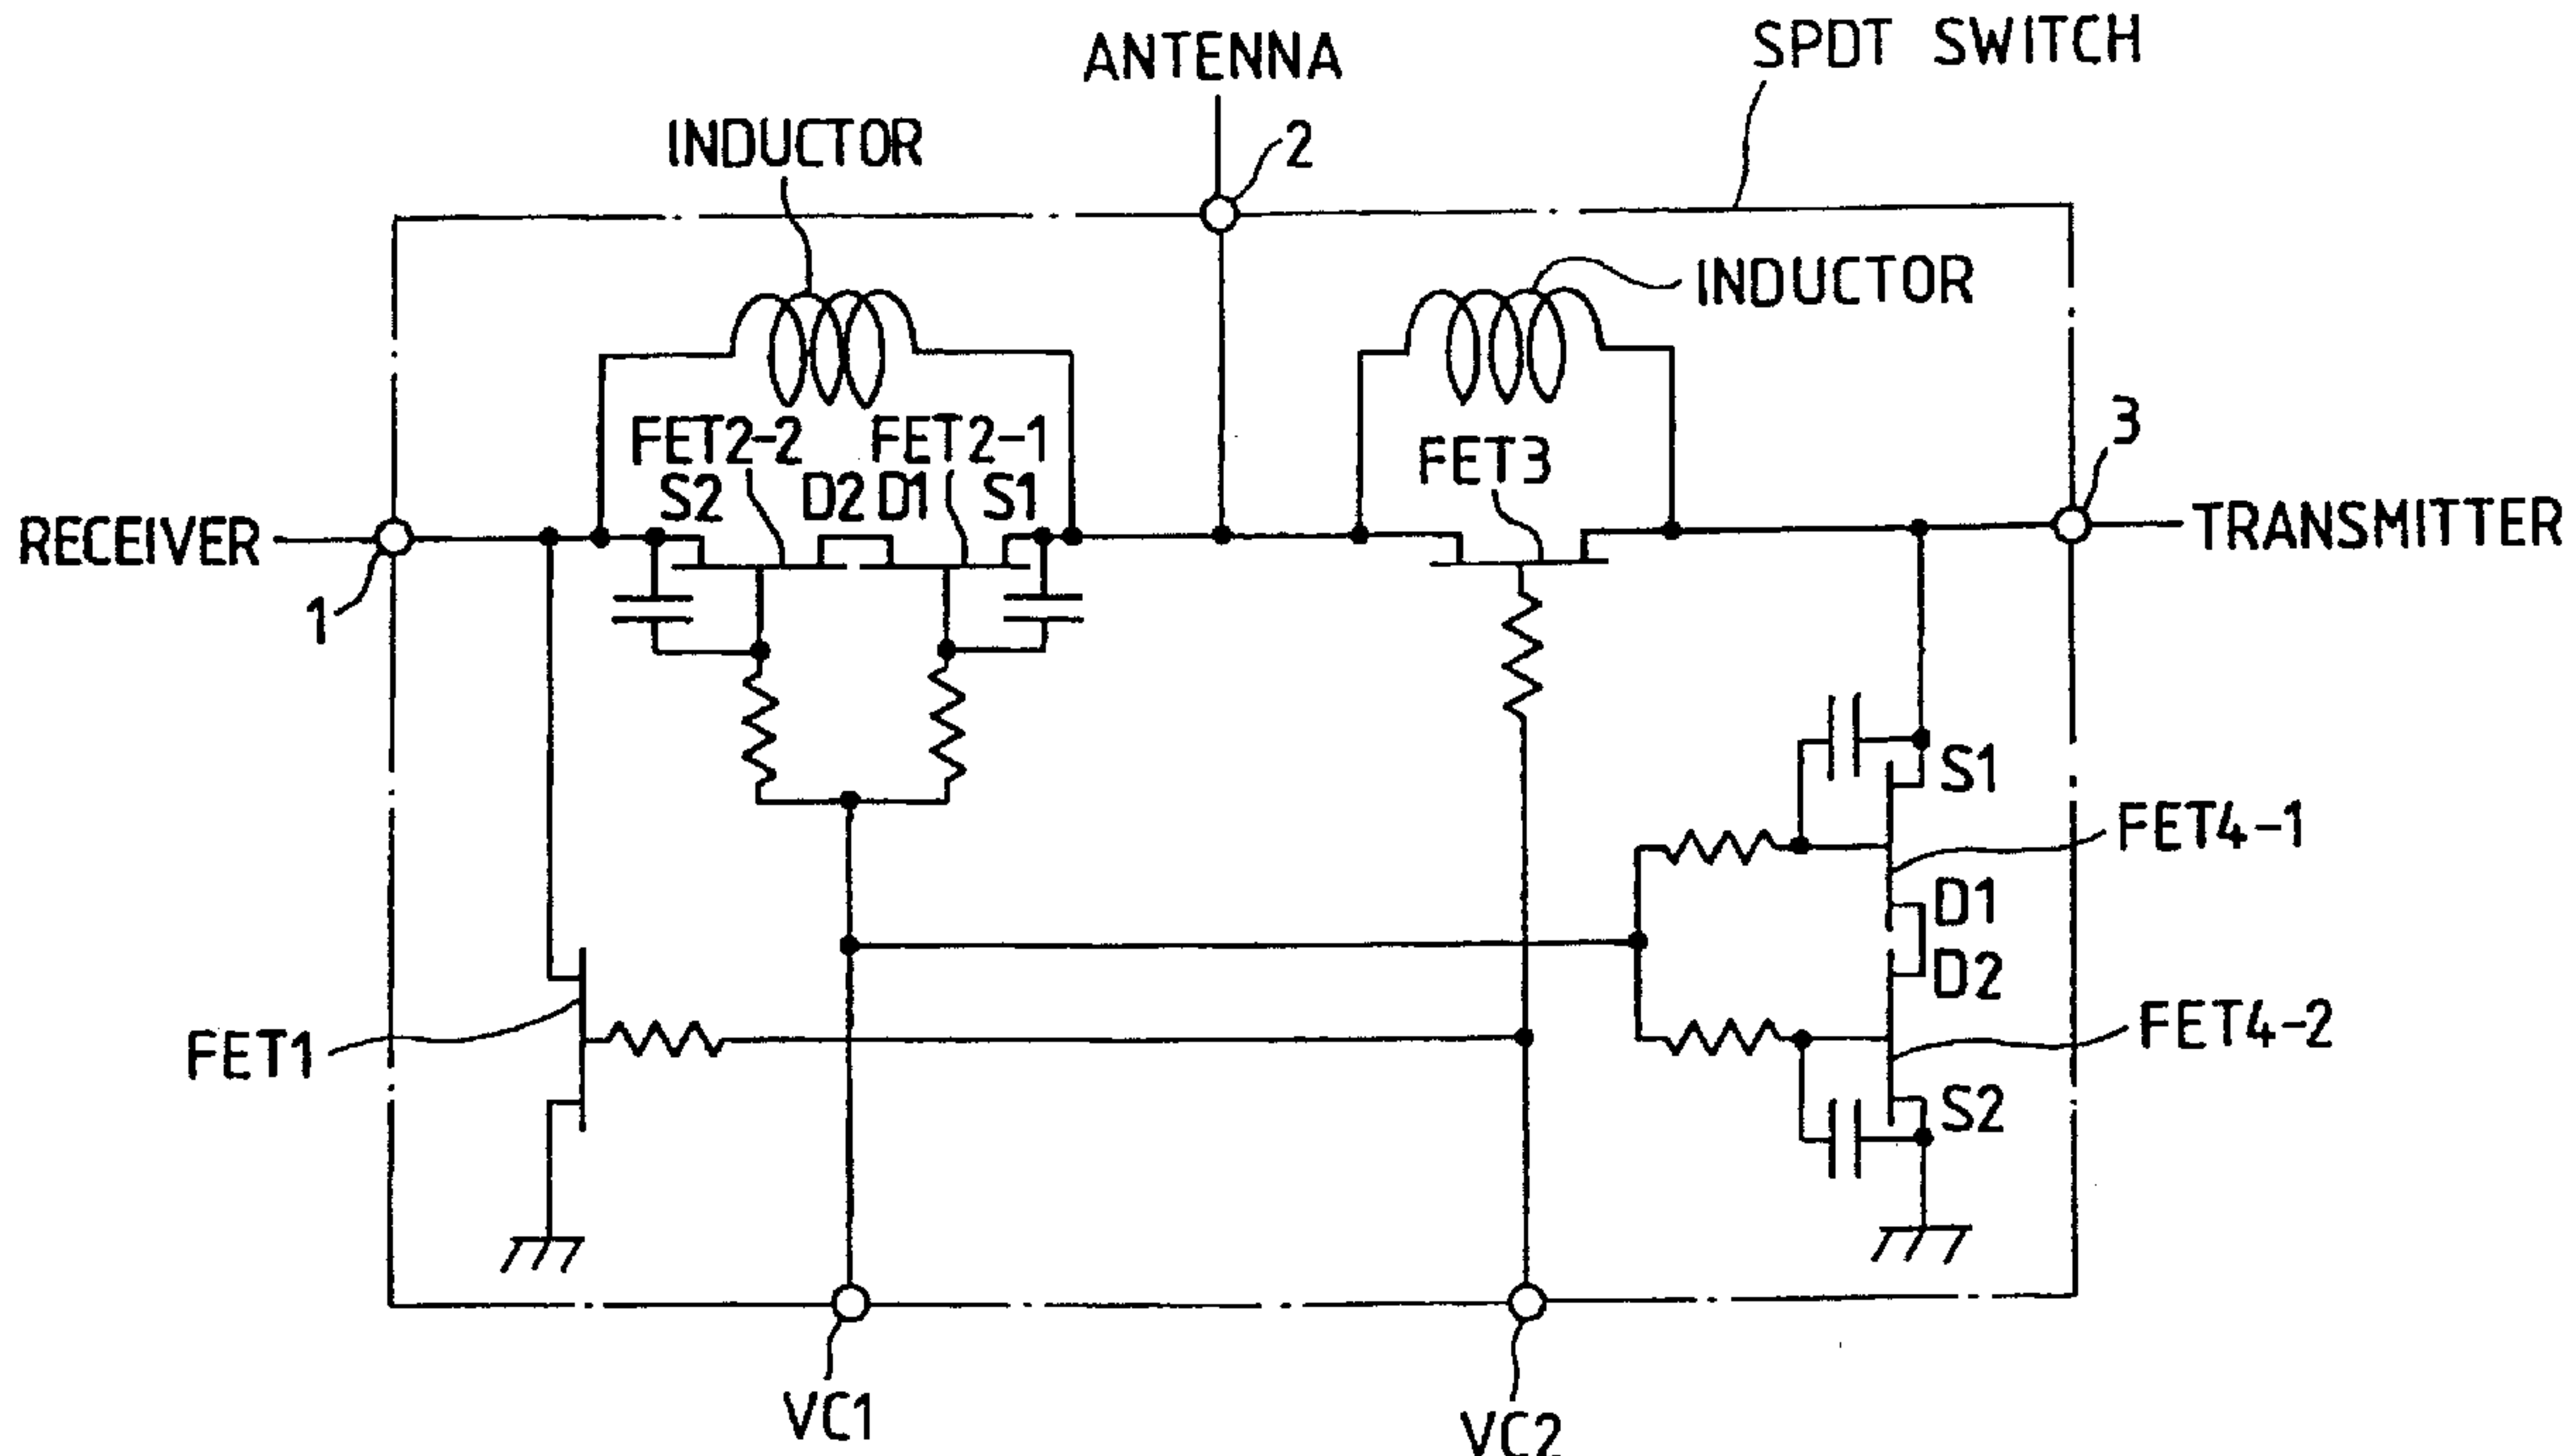 SPDT SWITCH
ANTENNA
INDUCTOR
2
INDUCTOR
FET2-2 FET2-1
FET3
3
S2 D2 D1 S1
RECEIVER
TRANSMITTER
1
S1
FET4-1
D1
D2
FET4-2
FET1
S2
VC1
VC2